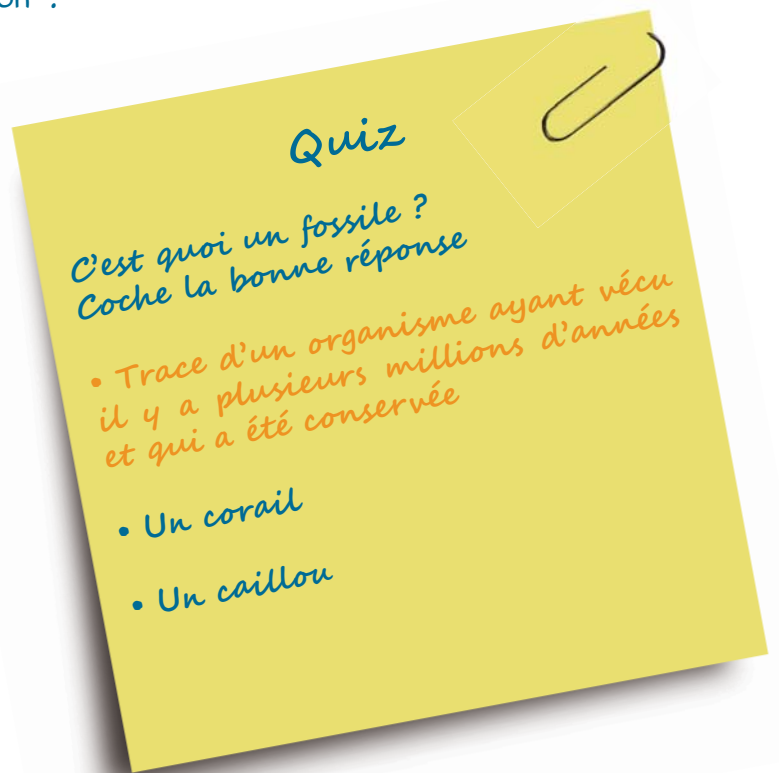 Quiz
C'est quoi un fossile ?
Coche la bonne réponse
• Trace d'un organisme ayant vécu
il y a plusieurs millions d'années
et qui a été conservée
• Un corail
• Un caillou